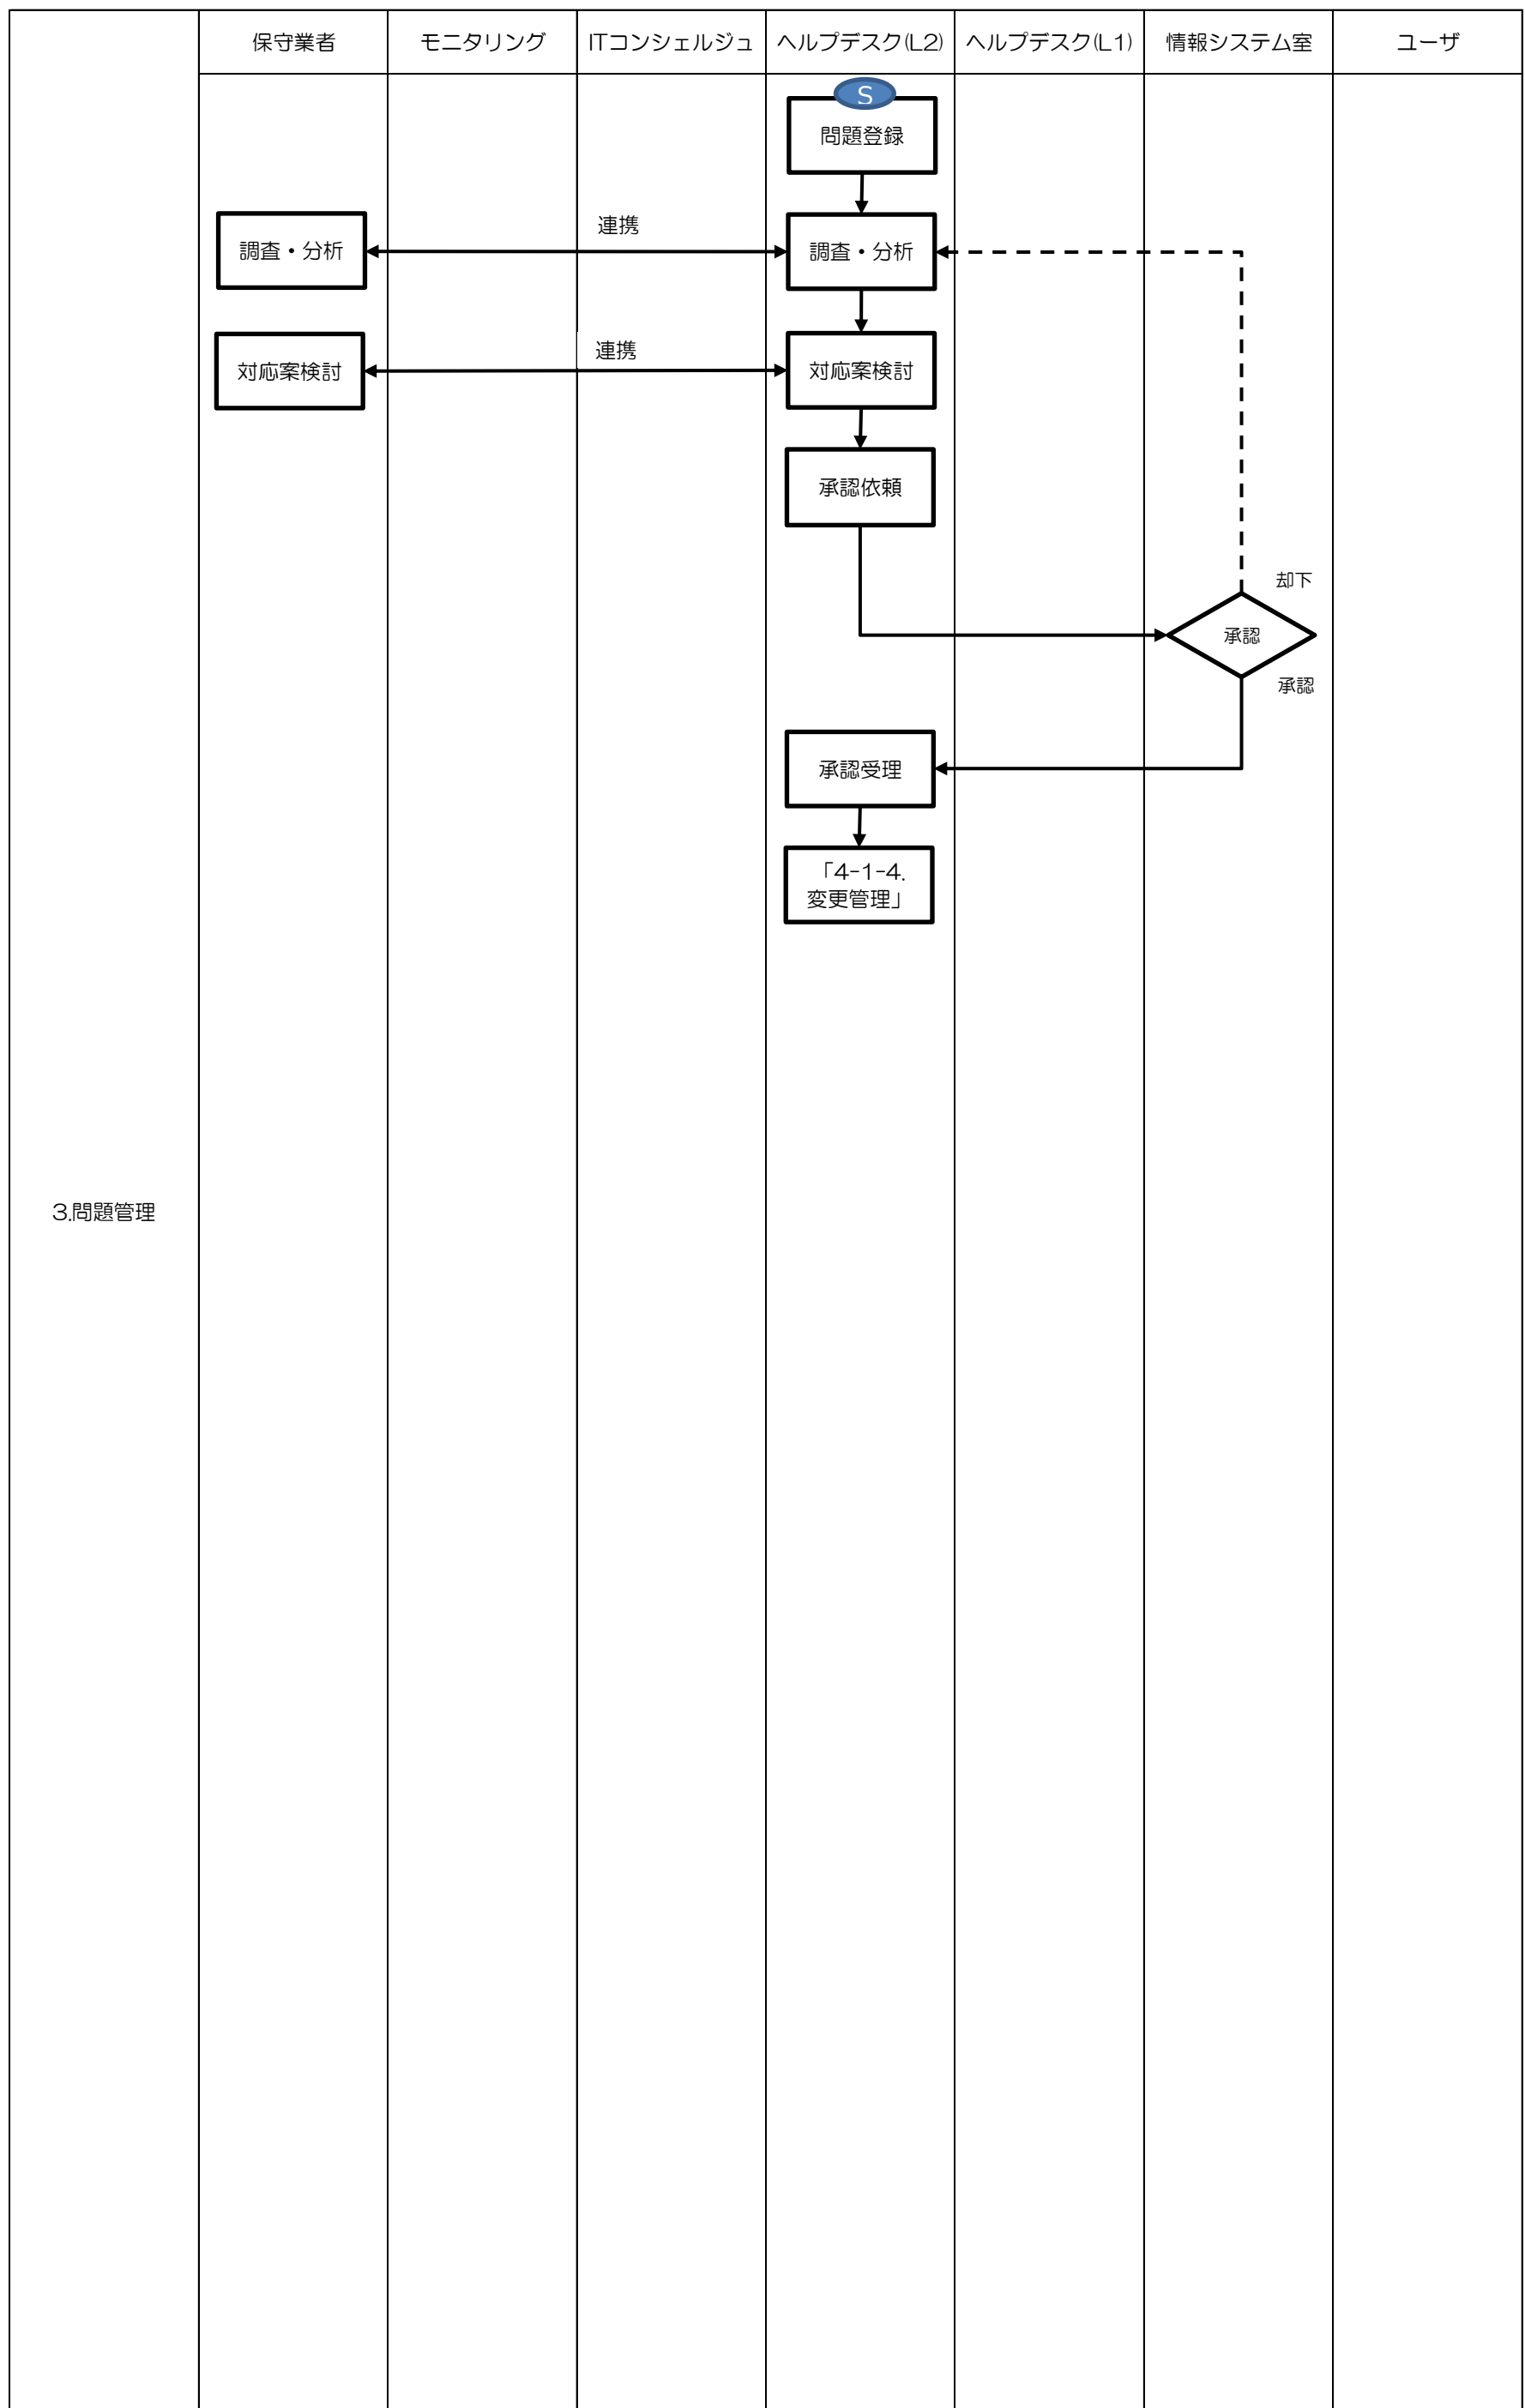 保守業者
モニタリング
ITコンシェルジュ
ヘルプデスク(L2)
ヘルプデスク(L1)
情報システム室
ユーザ
S
問題登録
連携
調査・分析
調査・分析
連携
対応案検討
対応案検討
承認依頼
却下
承認
承認
承認受理
「4-1-4.
変更管理」
3.問題管理